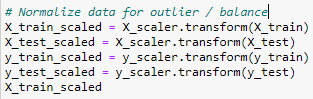 # Normalize data for outlier / balance
X_train_scaled = X_scaler.transform(X_train)
X_test_scaled = X_scaler.transform(X_test)
y_train_scaled = y_scaler.transform(y_train)
y_test_scaled = y_scaler.transform(y_test)
X_train_scaled